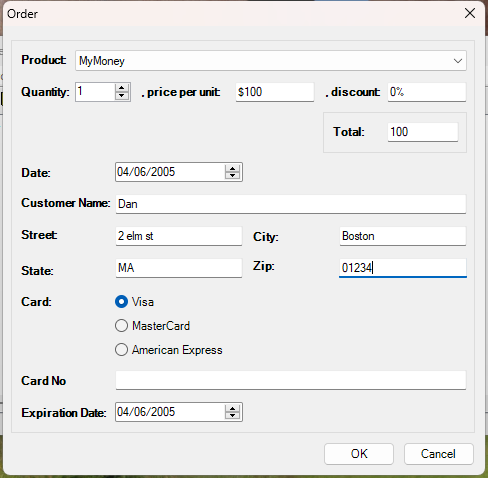 Order
Product: MyMoney
Quantity: 1 , price per unit: $100 , discount: 0%
Total: 100
Date: 04/06/2005
Customer Name: Dan
Street: 2 elm st City: Boston
State: MA Zip: 01234
Card: Visa
MasterCard
American Express
Card No
Expiration Date: 04/06/2005
OK Cancel